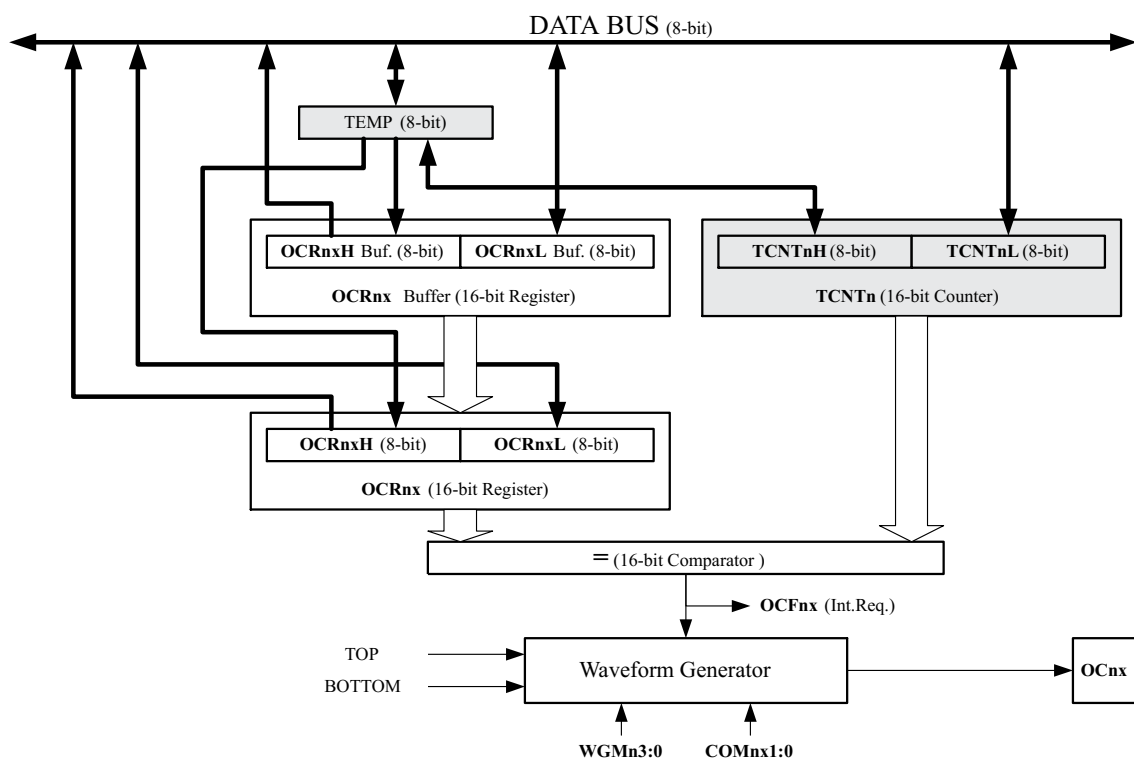 DATA BUS (8-bit)
TEMP (8-bit)
OCRnxH Buf. (8-bit)
OCRnxL Buf. (8-bit)
OCRnx Buffer (16-bit Register)
TCNTnH (8-bit)
TCNTnL (8-bit)
TCNTn (16-bit Counter)
OCRnxH (8-bit)
OCRnxL (8-bit)
OCRnx (16-bit Register)
= (16-bit Comparator )
OCFnx (Int.Req.)
TOP
BOTTOM
Waveform Generator
OCnx
WGMn3:0
COMnx1:0